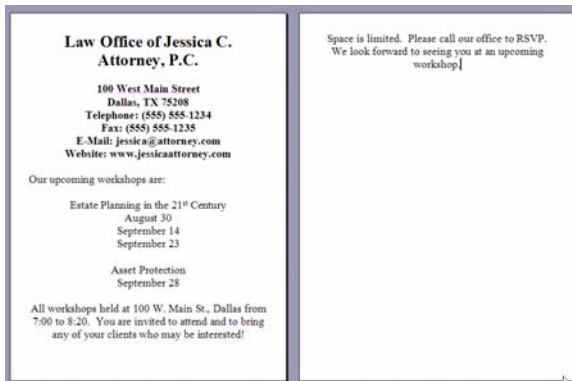 Law Office of Jessica C.
Attorney, P.C.
100 West Main Street
Dallas, TX 75208
Telephone: (555) 555-1234
Fax: (555) 555-1235
E-Mail: jessica@attorney.com
Website: www.jessicaattorney.com
Our upcoming workshops are:
Estate Planning in the 21st Century
August 30
September 14
September 23
Asset Protection
September 28
All workshops held at 100 W. Main St., Dallas from
7:00 to 8:20.  You are invited to attend and to bring
any of your clients who may be interested!
Space is limited.  Please call our office to RSVP.
We look forward to seeing you at an upcoming
workshop.